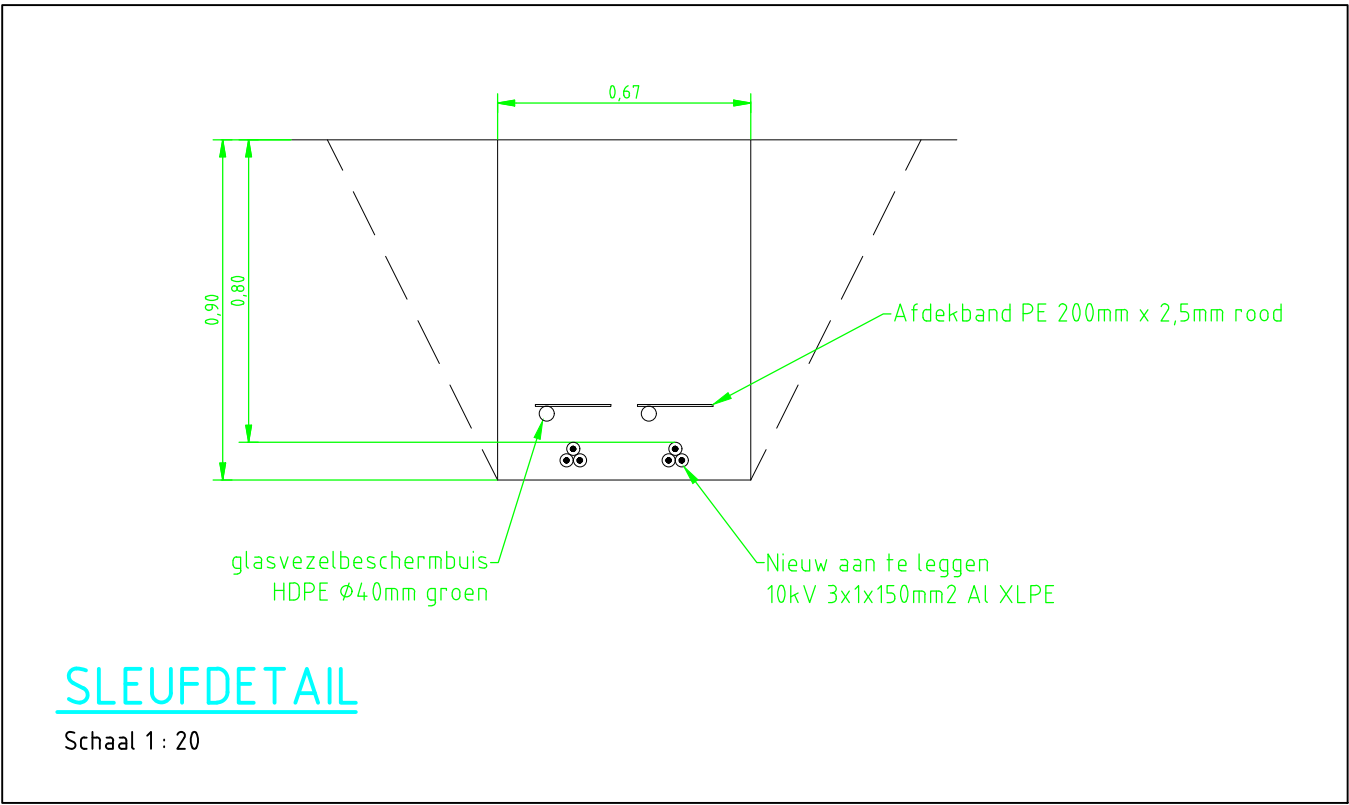 0,67
0,90
0,80
Afdekband PE 200mm x 2,5mm rood
glasvezelbeschermbuis
HDPE Ø40mm groen
Nieuw aan te leggen
10kV 3x1x150mm2 Al XLPE
SLEUFDETAIL
Schaal 1 : 20